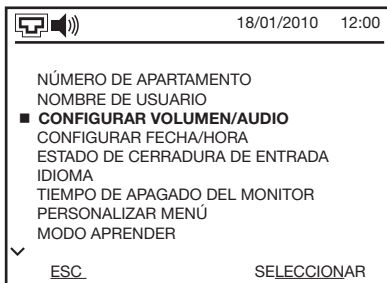 18/01/2010 12:00
NÚMERO DE APARTAMENTO
NOMBRE DE USUARIO
CONFIGURAR VOLUMEN/AUDIO
CONFIGURAR FECHA/HORA
ESTADO DE CERRADURA DE ENTRADA
IDIOMA
TIEMPO DE APAGADO DEL MONITOR
PERSONALIZAR MENÚ
MODO APRENDER
ESC SELECCIONAR